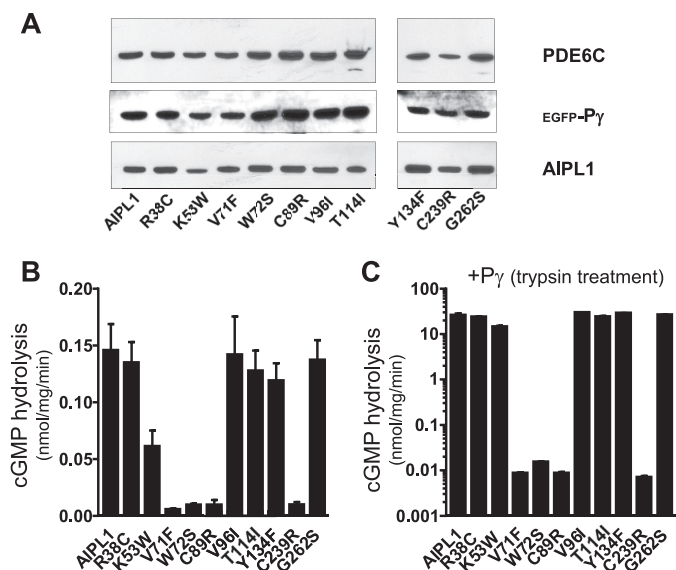 A
PDE6C
EGFP-Pγ
AIPL1
AIPL1 R38C K53W V71F W72S C89R V96I T114I Y134F C239R G262S
B
0.20
0.15
0.10
0.05
0.00
cGMP hydrolysis
(nmol/mg/min)
AIPL1 R38C K53W V71F W72S C89R V96I T114I Y134F C239R G262S
C
+Pγ (trypsin treatment)
100
10
1
0.1
0.01
0.001
cGMP hydrolysis
(nmol/mg/min)
AIPL1 R38C K53W V71F W72S C89R V96I T114I Y134F C239R G262S